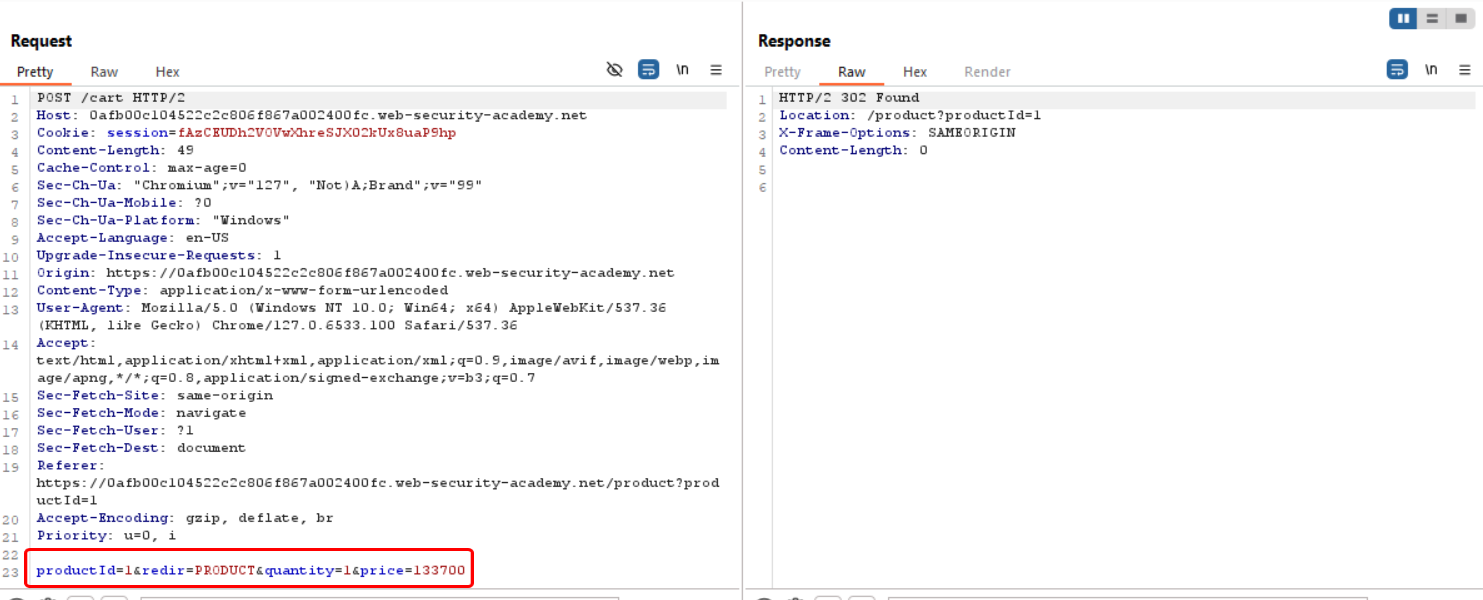 Request
Pretty Raw Hex \n
1 POST /cart HTTP/2
2 Host: 0afb00c104522c2c806f867a002400fc.web-security-academy.net
3 Cookie: session=fAzCEUDh2V0VwXhreSJX02kUx8uaP9hp
4 Content-Length: 49
5 Cache-Control: max-age=0
6 Sec-Ch-Ua: "Chromium";v="127", "Not)A;Brand";v="99"
7 Sec-Ch-Ua-Mobile: ?0
8 Sec-Ch-Ua-Platform: "Windows"
9 Accept-Language: en-US
10 Upgrade-Insecure-Requests: 1
11 Origin: https://0afb00c104522c2c806f867a002400fc.web-security-academy.net
12 Content-Type: application/x-www-form-urlencoded
13 User-Agent: Mozilla/5.0 (Windows NT 10.0; Win64; x64) AppleWebKit/537.36
(KHTML, like Gecko) Chrome/127.0.6533.100 Safari/537.36
14 Accept:
text/html,application/xhtml+xml,application/xml;q=0.9,image/avif,image/webp,im
age/apng,*/*;q=0.8,application/signed-exchange;v=b3;q=0.7
15 Sec-Fetch-Site: same-origin
16 Sec-Fetch-Mode: navigate
17 Sec-Fetch-User: ?1
18 Sec-Fetch-Dest: document
19 Referer:
https://0afb00c104522c2c806f867a002400fc.web-security-academy.net/product?prod
uctId=1
20 Accept-Encoding: gzip, deflate, br
21 Priority: u=0, i
22
23 productId=1&redir=PRODUCT&quantity=1&price=133700
Response
Pretty Raw Hex Render \n
1 HTTP/2 302 Found
2 Location: /product?productId=1
3 X-Frame-Options: SAMEORIGIN
4 Content-Length: 0
5
6